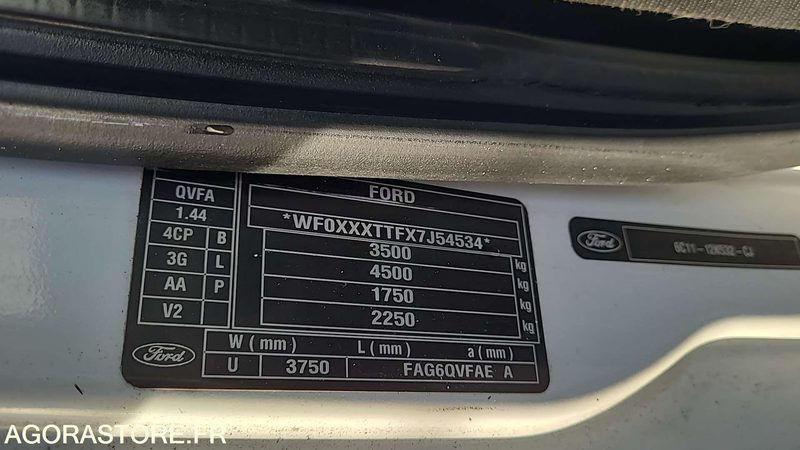 QVFA
1.44
4CP B
3G L
AA P
V2
FORD
*WF0XXXTTFX7J54534*
3500 kg
4500 kg
1750 kg
2250 kg
Ford
W (mm) L (mm) a (mm)
U 3750 FAG6QVFAE A
Ford
6C11-12K532-CJ
AGORASTORE.FR